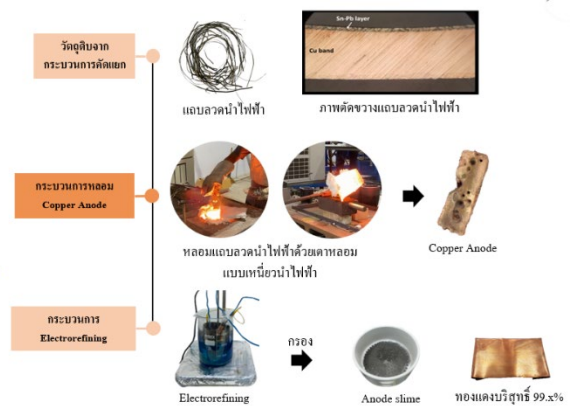 วัตถุดิบจาก
กระบวนการคัดแยก
Sn-Pb layer
Cu band
แถบลวดนำไฟฟ้า
ภาพตัดขวางแถบลวดนำไฟฟ้า
กระบวนการหลอม
Copper Anode
หลอมแถบลวดนำไฟฟ้าด้วยเตาหลอม
แบบเหนี่ยวนำไฟฟ้า
Copper Anode
กระบวนการ
Electrorefining
กรอง
Electrorefining
Anode slime
ทองแดงบริสุทธิ์ 99.x%